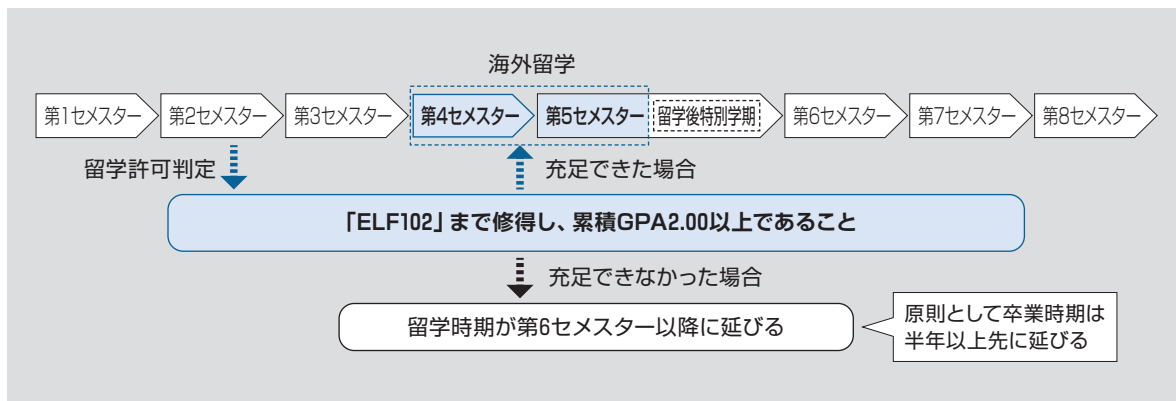 海外留学
第1セメスター
第2セメスター
第3セメスター
第4セメスター
第5セメスター
留学後特別学期
第6セメスター
第7セメスター
第8セメスター
留学許可判定
充足できた場合
「ELF102」まで修得し、累積GPA2.00以上であること
充足できなかった場合
留学時期が第6セメスター以降に延びる
原則として卒業時期は
半年以上先に延びる